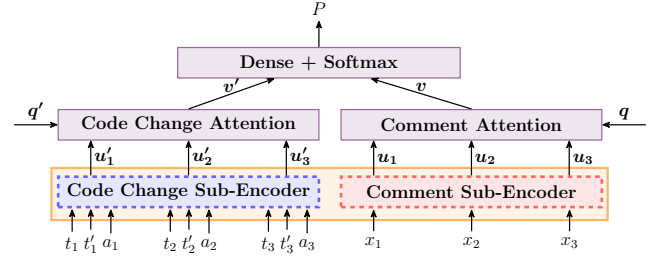 P
Dense + Softmax
v′ v
q′ Code Change Attention Comment Attention q
u′1 u′2 u′3 u1 u2 u3
Code Change Sub-Encoder Comment Sub-Encoder
t1 t′1 a1 t2 t′2 a2 t3 t′3 a3 x1 x2 x3